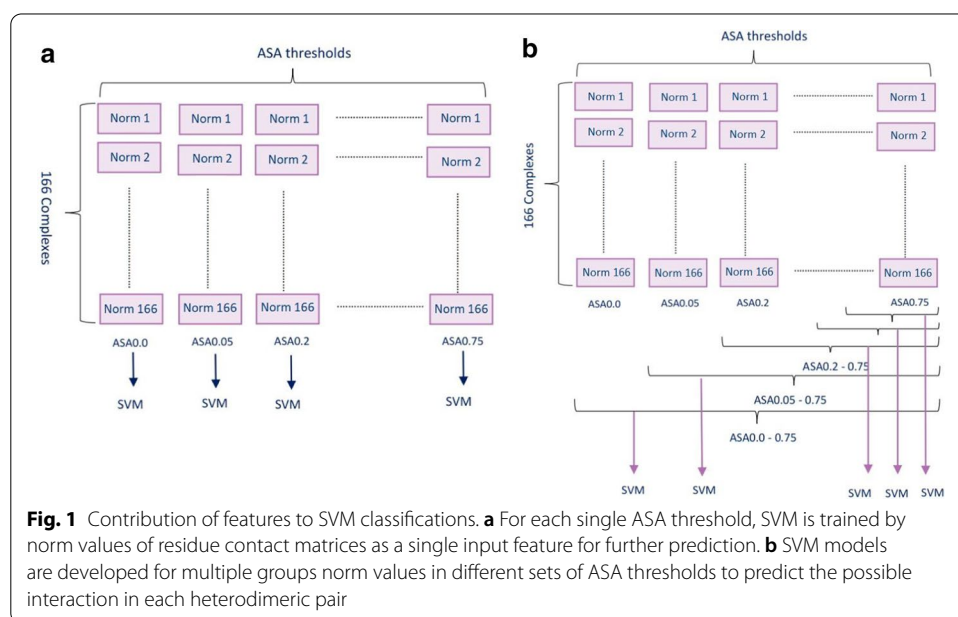 a
ASA thresholds
166 Complexes
Norm 1 Norm 1 Norm 1 Norm 1
Norm 2 Norm 2 Norm 2 Norm 2
Norm 166 Norm 166 Norm 166 Norm 166
ASA0.0 ASA0.05 ASA0.2 ASA0.75
SVM SVM SVM SVM
b
ASA thresholds
166 Complexes
Norm 1 Norm 1 Norm 1 Norm 1
Norm 2 Norm 2 Norm 2 Norm 2
Norm 166 Norm 166 Norm 166 Norm 166
ASA0.0 ASA0.05 ASA0.2 ASA0.75
ASA0.2 - 0.75
ASA0.05 - 0.75
ASA0.0 - 0.75
SVM SVM SVM SVM SVM
Fig. 1 Contribution of features to SVM classifications. a For each single ASA threshold, SVM is trained by
norm values of residue contact matrices as a single input feature for further prediction. b SVM models
are developed for multiple groups norm values in different sets of ASA thresholds to predict the possible
interaction in each heterodimeric pair